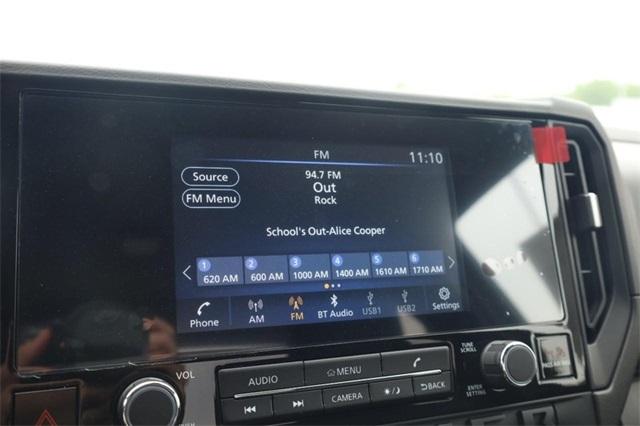 FM 11:10
Source
94.7 FM
Out
FM Menu
Rock
School's Out-Alice Cooper
1 2 3 4 5 6
620 AM 600 AM 1000 AM 1400 AM 1610 AM 1710 AM
Phone AM FM BT Audio USB1 USB2 Settings
VOL
AUDIO MENU
CAMERA BACK
TUNE
SCROLL
ENTER
SETTING
PUSH